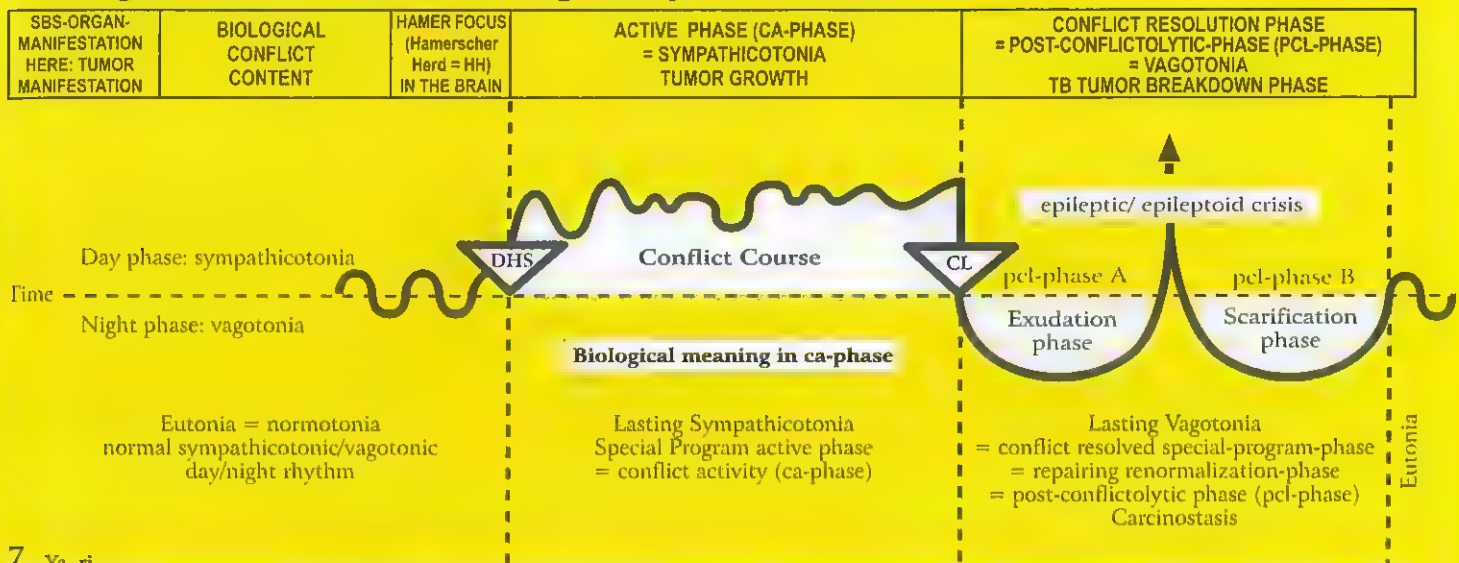 SBS-ORGAN-
MANIFESTATION
HERE: TUMOR
MANIFESTATION
BIOLOGICAL
CONFLICT
CONTENT
HAMER FOCUS
(Hamerscher
Herd = HH)
IN THE BRAIN
ACTIVE PHASE (CA-PHASE)
= SYMPATHICOTONIA
TUMOR GROWTH
CONFLICT RESOLUTION PHASE
= POST-CONFLICTOLYTIC-PHASE (PCL-PHASE)
= VAGOTONIA
TB TUMOR BREAKDOWN PHASE
epileptic/ epileptoid crisis
Day phase: sympathicotonia
DHS
Conflict Course
CL
pcl-phase A
pcl-phase B
Time
Night phase: vagotonia
Exudation
phase
Scarification
phase
Biological meaning in ca-phase
Eutonia = normotonia
normal sympathicotonic/vagotonic
day/night rhythm
Lasting Sympathicotonia
Special Program active phase
= conflict activity (ca-phase)
Lasting Vagotonia
= conflict resolved special-program-phase
= repairing renormalization-phase
= post-conflictolytic phase (pcl-phase)
Carcinostasis
Eutonia
7